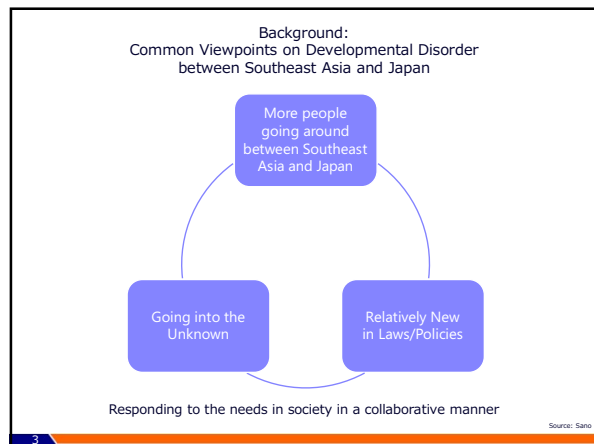 Background:
Common Viewpoints on Developmental Disorder
between Southeast Asia and Japan
More people
going around
between Southeast
Asia and Japan
Going into the
Unknown
Relatively New
in Laws/Policies
Responding to the needs in society in a collaborative manner
Source: Sano
3